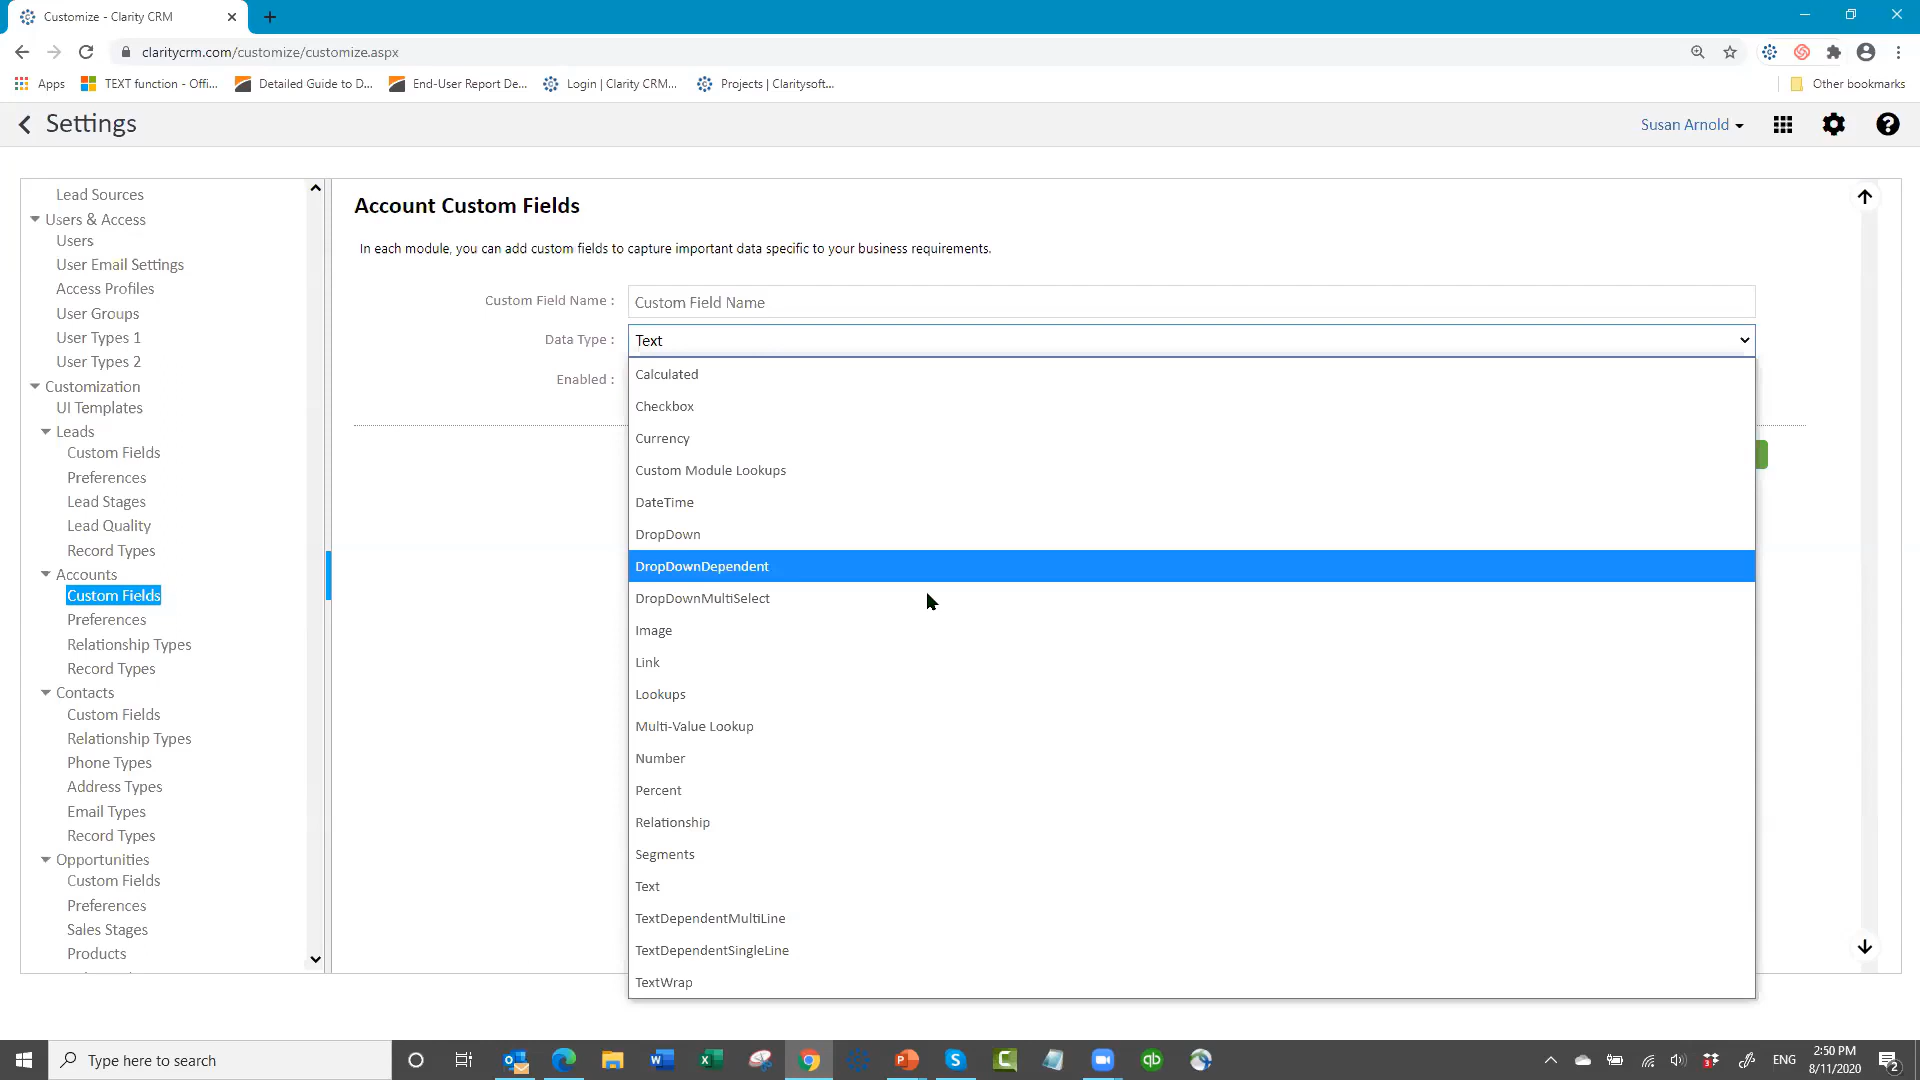 Customize - Clarity CRM
claritycrm.com/customize/customize.aspx
Apps
TEXT function - Offi...
Detailed Guide to D...
End-User Report De...
Login | Clarity CRM...
Projects | Claritysoft...
Other bookmarks
Settings
Susan Arnold
Lead Sources
Users & Access
Users
User Email Settings
Access Profiles
User Groups
User Types 1
User Types 2
Customization
UI Templates
Leads
Custom Fields
Preferences
Lead Stages
Lead Quality
Record Types
Accounts
Custom Fields
Preferences
Relationship Types
Record Types
Contacts
Custom Fields
Relationship Types
Phone Types
Address Types
Email Types
Record Types
Opportunities
Custom Fields
Preferences
Sales Stages
Products
Account Custom Fields
In each module, you can add custom fields to capture important data specific to your business requirements.
Custom Field Name :
Custom Field Name
Data Type :
Text
Enabled :
Calculated
Checkbox
Currency
Custom Module Lookups
DateTime
DropDown
DropDownDependent
DropDownMultiSelect
Image
Link
Lookups
Multi-Value Lookup
Number
Percent
Relationship
Segments
Text
TextDependentMultiLine
TextDependentSingleLine
TextWrap
Type here to search
ENG
2:50 PM
8/11/2020
2